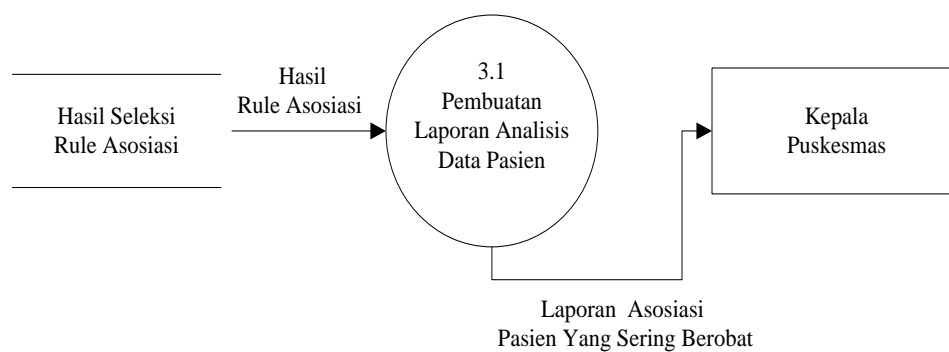 Hasil Seleksi
Rule Asosiasi
Hasil
Rule Asosiasi
3.1
Pembuatan
Laporan Analisis
Data Pasien
Kepala
Puskesmas
Laporan Asosiasi
Pasien Yang Sering Berobat